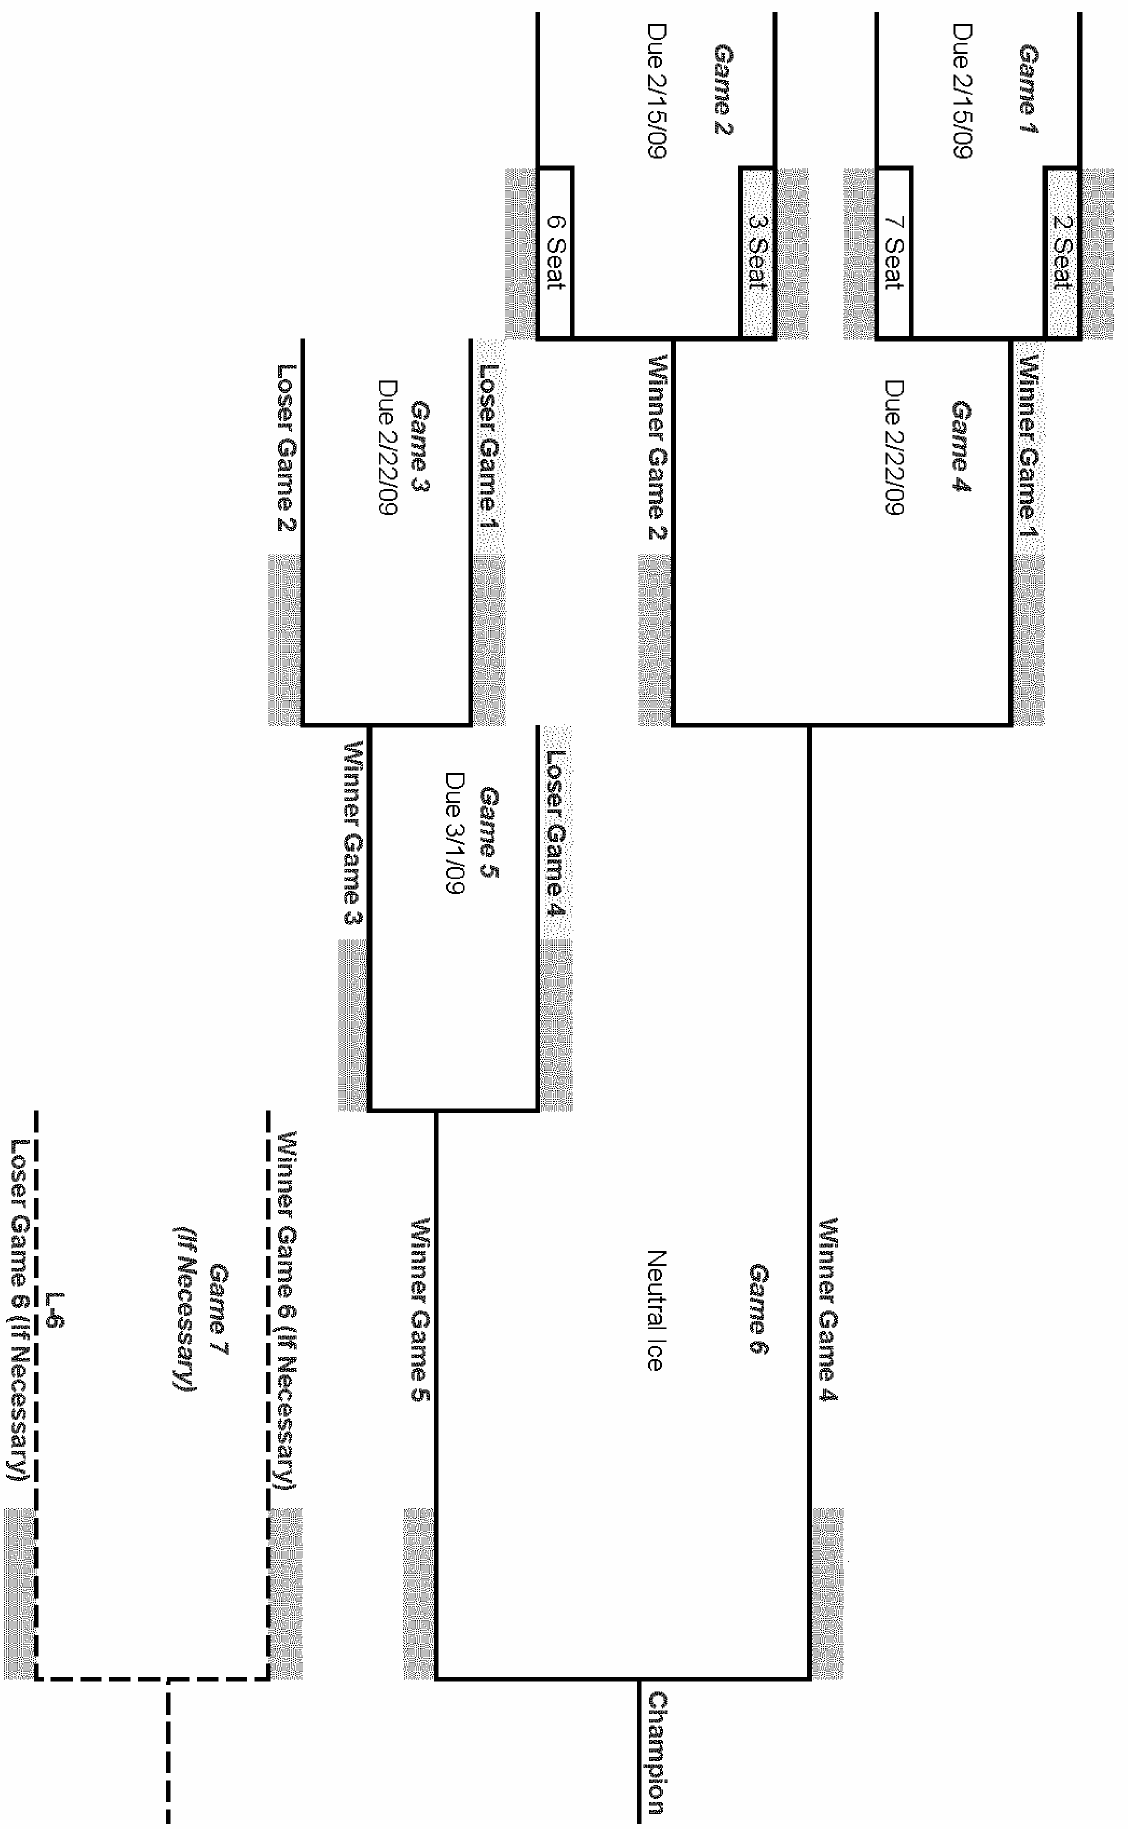 Game 1
Due 2/15/09
2 Seat
7 Seat
Game 2
Due 2/15/09
3 Seat
6 Seat
Winner Game 1
Game 4
Due 2/22/09
Winner Game 2
Loser Game 1
Game 3
Due 2/22/09
Loser Game 2
Loser Game 4
Game 5
Due 3/1/09
Winner Game 3
Winner Game 4
Game 6
Neutral Ice
Winner Game 5
Winner Game 6 (If Necessary)
Game 7
(If Necessary)
L-6
Loser Game 6 (If Necessary)
Champion